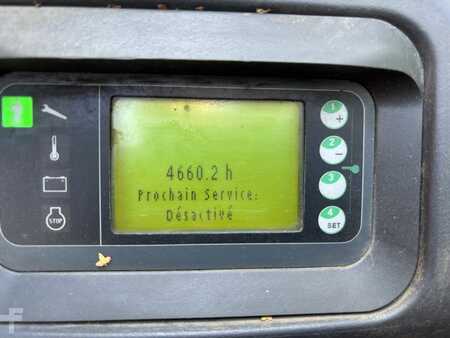 4660.2 h
Prochain Service:
Désactivé
1
+
2
−
3
4
SET
STOP
F